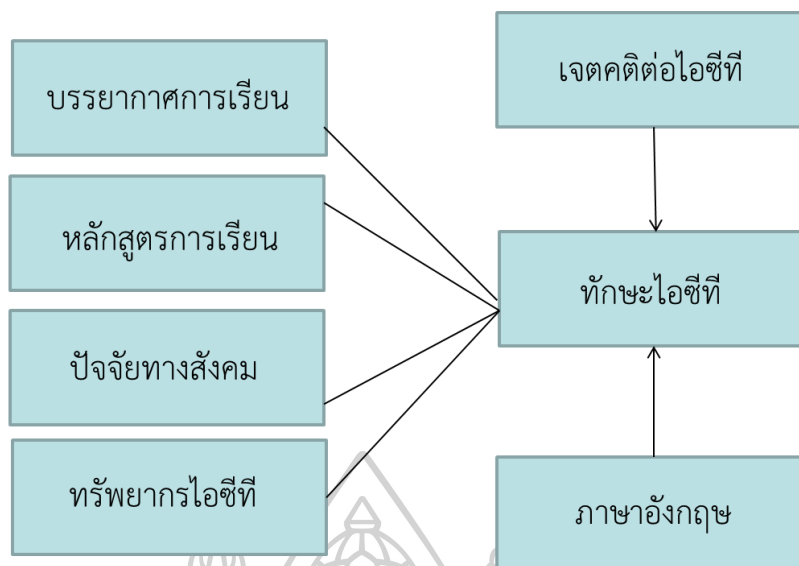 บรรยากาศการเรียน
หลักสูตรการเรียน
ปัจจัยทางสังคม
ทรัพยากรไอซีที
เจตคติต่อไอซีที
ทักษะไอซีที
ภาษาอังกฤษ